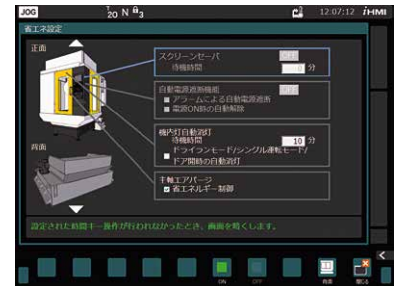 JOG
20 N 3
12:07:12 iHMI
省エネ設定
正面
スクリーンセーバ OFF
待機時間 0 分
自動電源遮断機能 OFF
アラームによる自動電源遮断
電源ON時の自動解除
機内灯自動消灯
待機時間 10 分
ドライランモード/シングル運転モード/
ドア開時の自動消灯
背面
主軸エアパージ
省エネルギー制御
設定された時間キー操作が行われなかったとき、画面を暗くします。
ON OFF 背面 閉じる